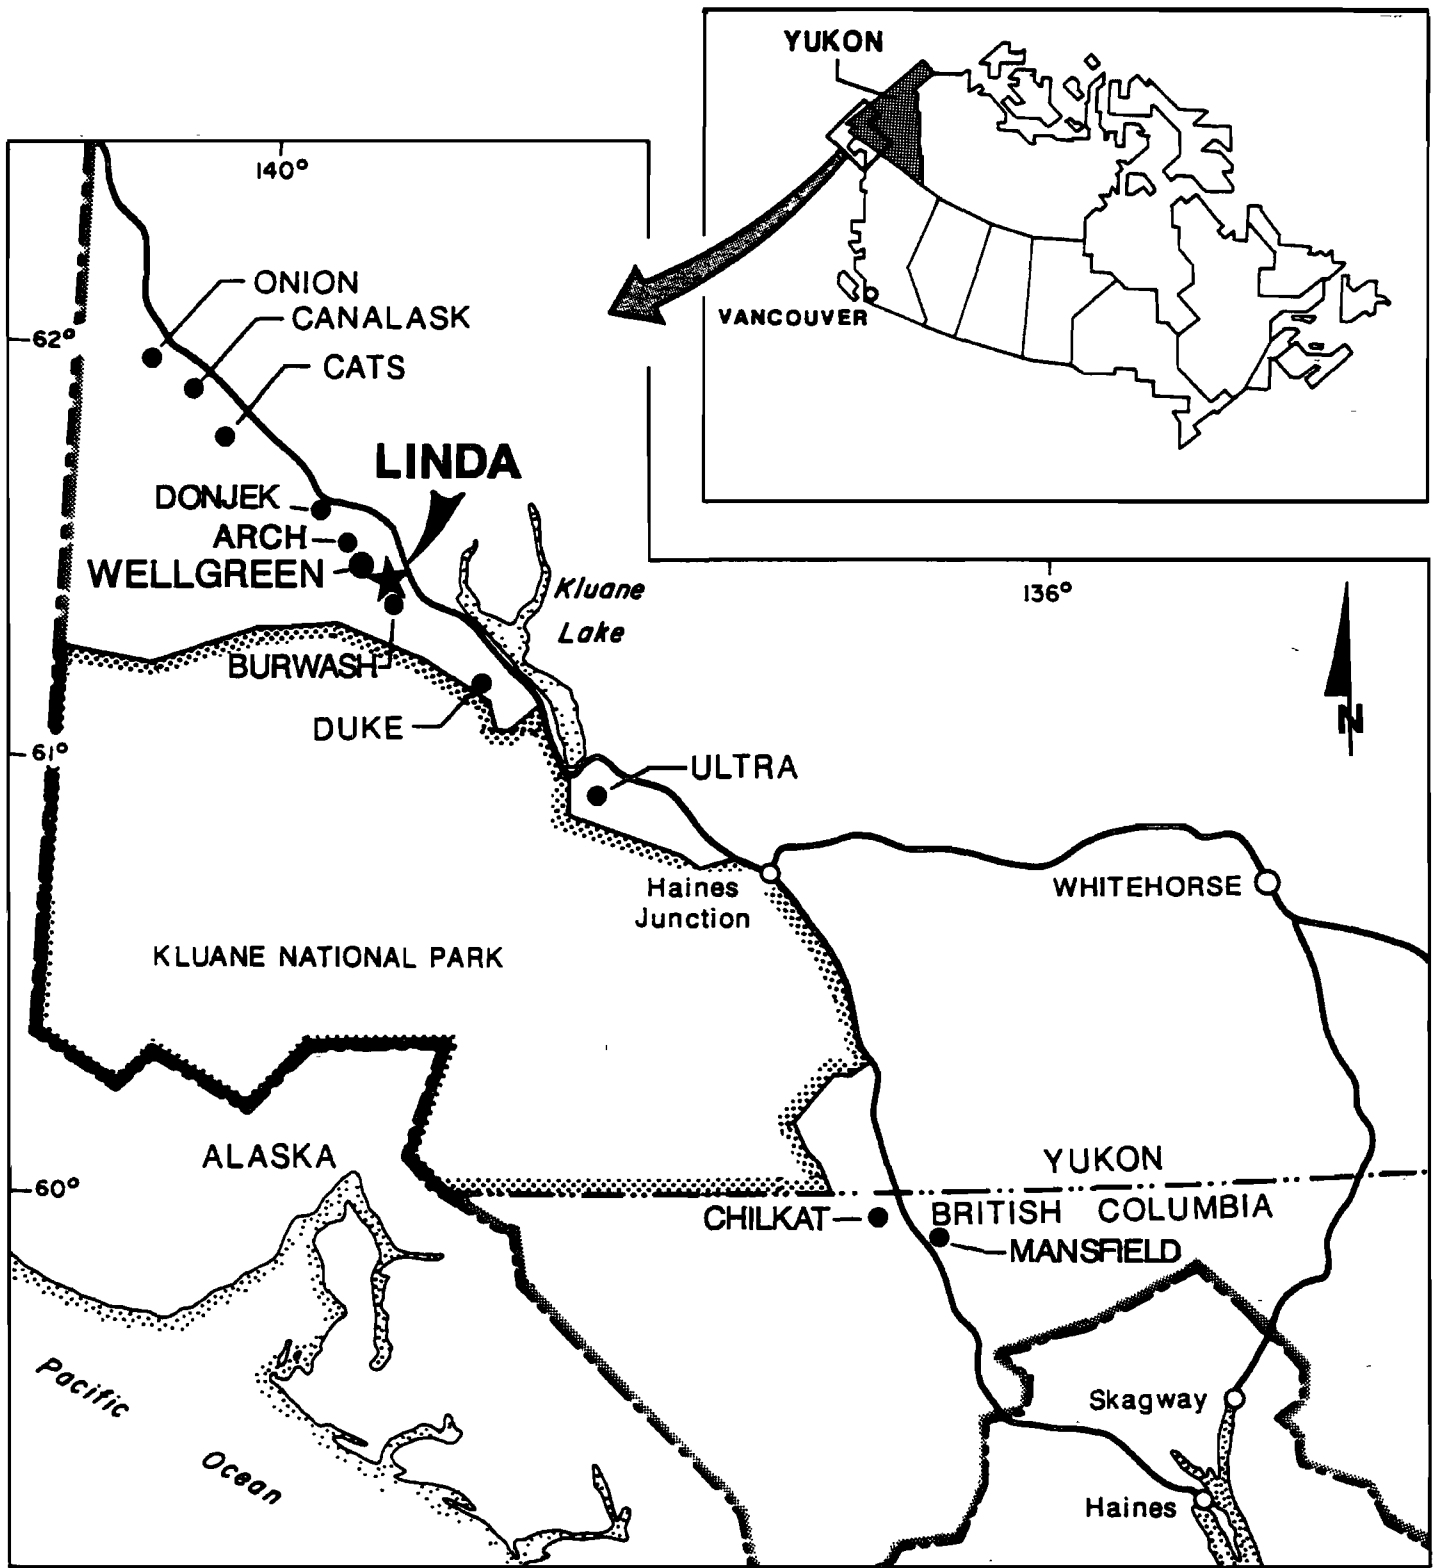 YUKON
VANCOUVER
140°
ONION
62°
CANALASK
CATS
LINDA
DONJEK
ARCH
WELLGREEN
Kluane
Lake
136°
BURWASH
DUKE
N
61°
ULTRA
Haines
Junction
WHITEHORSE
KLUANE NATIONAL PARK
ALASKA
YUKON
60°
CHILKAT
BRITISH COLUMBIA
MANSFIELD
Pacific
Ocean
Skagway
Haines